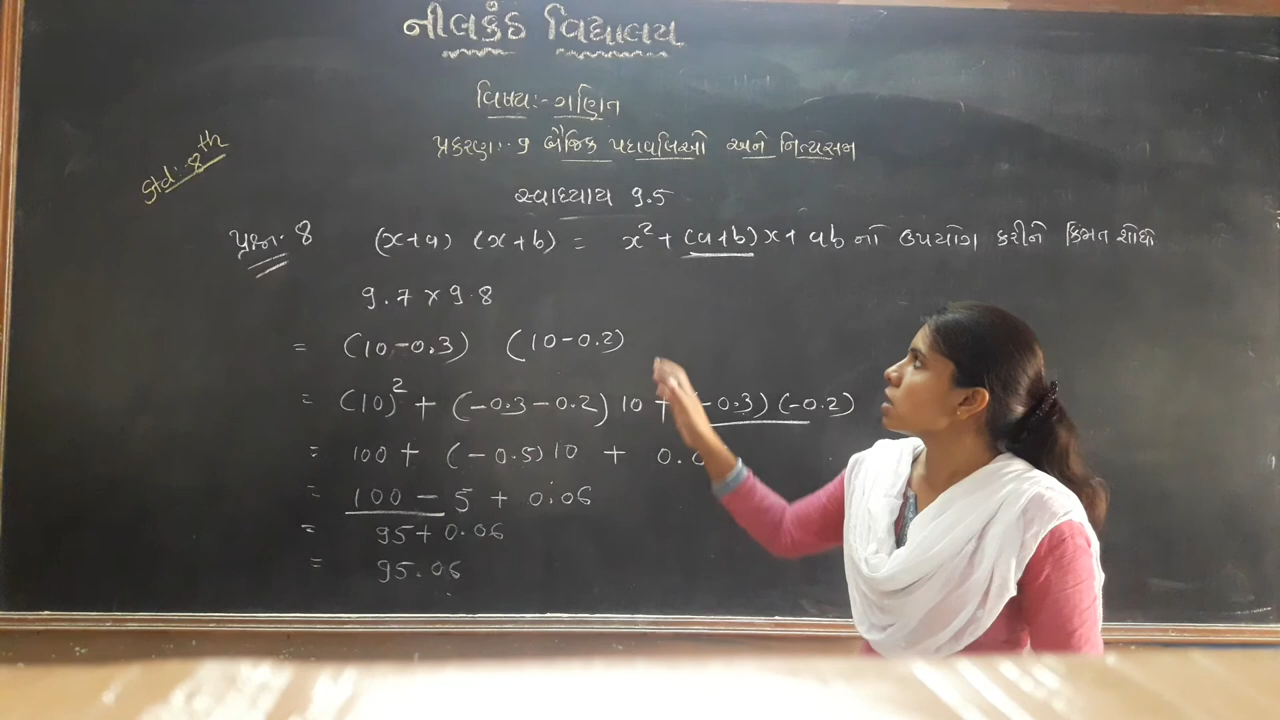 નીલકંઠ વિદ્યાલય
વિષય:- ગણિત
પ્રકરણ:- 9 બૈજિક પદાવલિઓ અને નિત્યસમ
Std:- 8th
સ્વાધ્યાય 9.5
પ્રશ્ન- 8 (x+a) (x+b) = x² + (a+b)x + ab નો ઉપયોગ કરીને કિંમત શોધો
9.7 x 9.8
= (10-0.3) (10-0.2)
= (10)² + (-0.3-0.2) 10 + (-0.3) (-0.2)
= 100 + (-0.5) 10 + 0.0
= 100 - 5 + 0.06
= 95 + 0.06
= 95.06